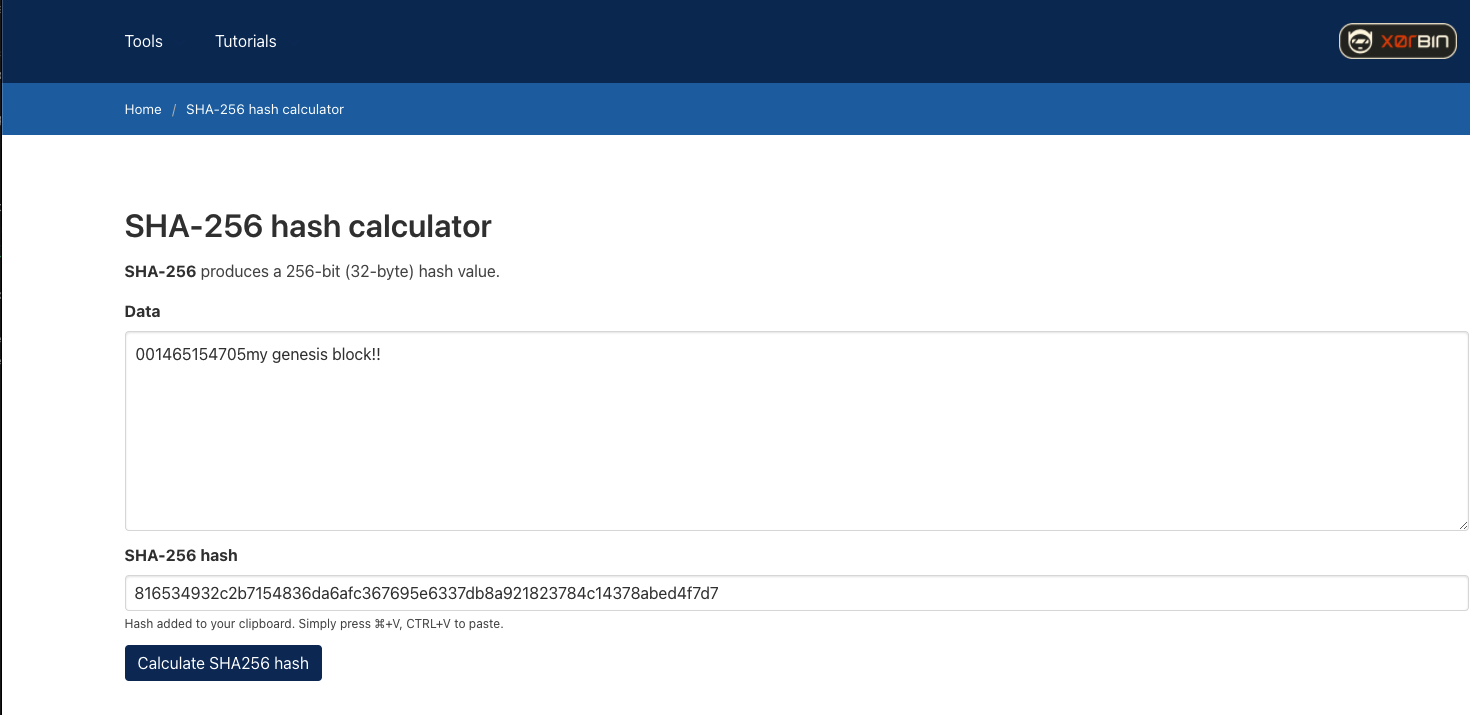 Tools Tutorials xØrBIn
Home / SHA-256 hash calculator
SHA-256 hash calculator
SHA-256 produces a 256-bit (32-byte) hash value.
Data
001465154705my genesis block!!
SHA-256 hash
816534932c2b7154836da6afc367695e6337db8a921823784c14378abed4f7d7
Hash added to your clipboard. Simply press ⌘+V, CTRL+V to paste.
Calculate SHA256 hash